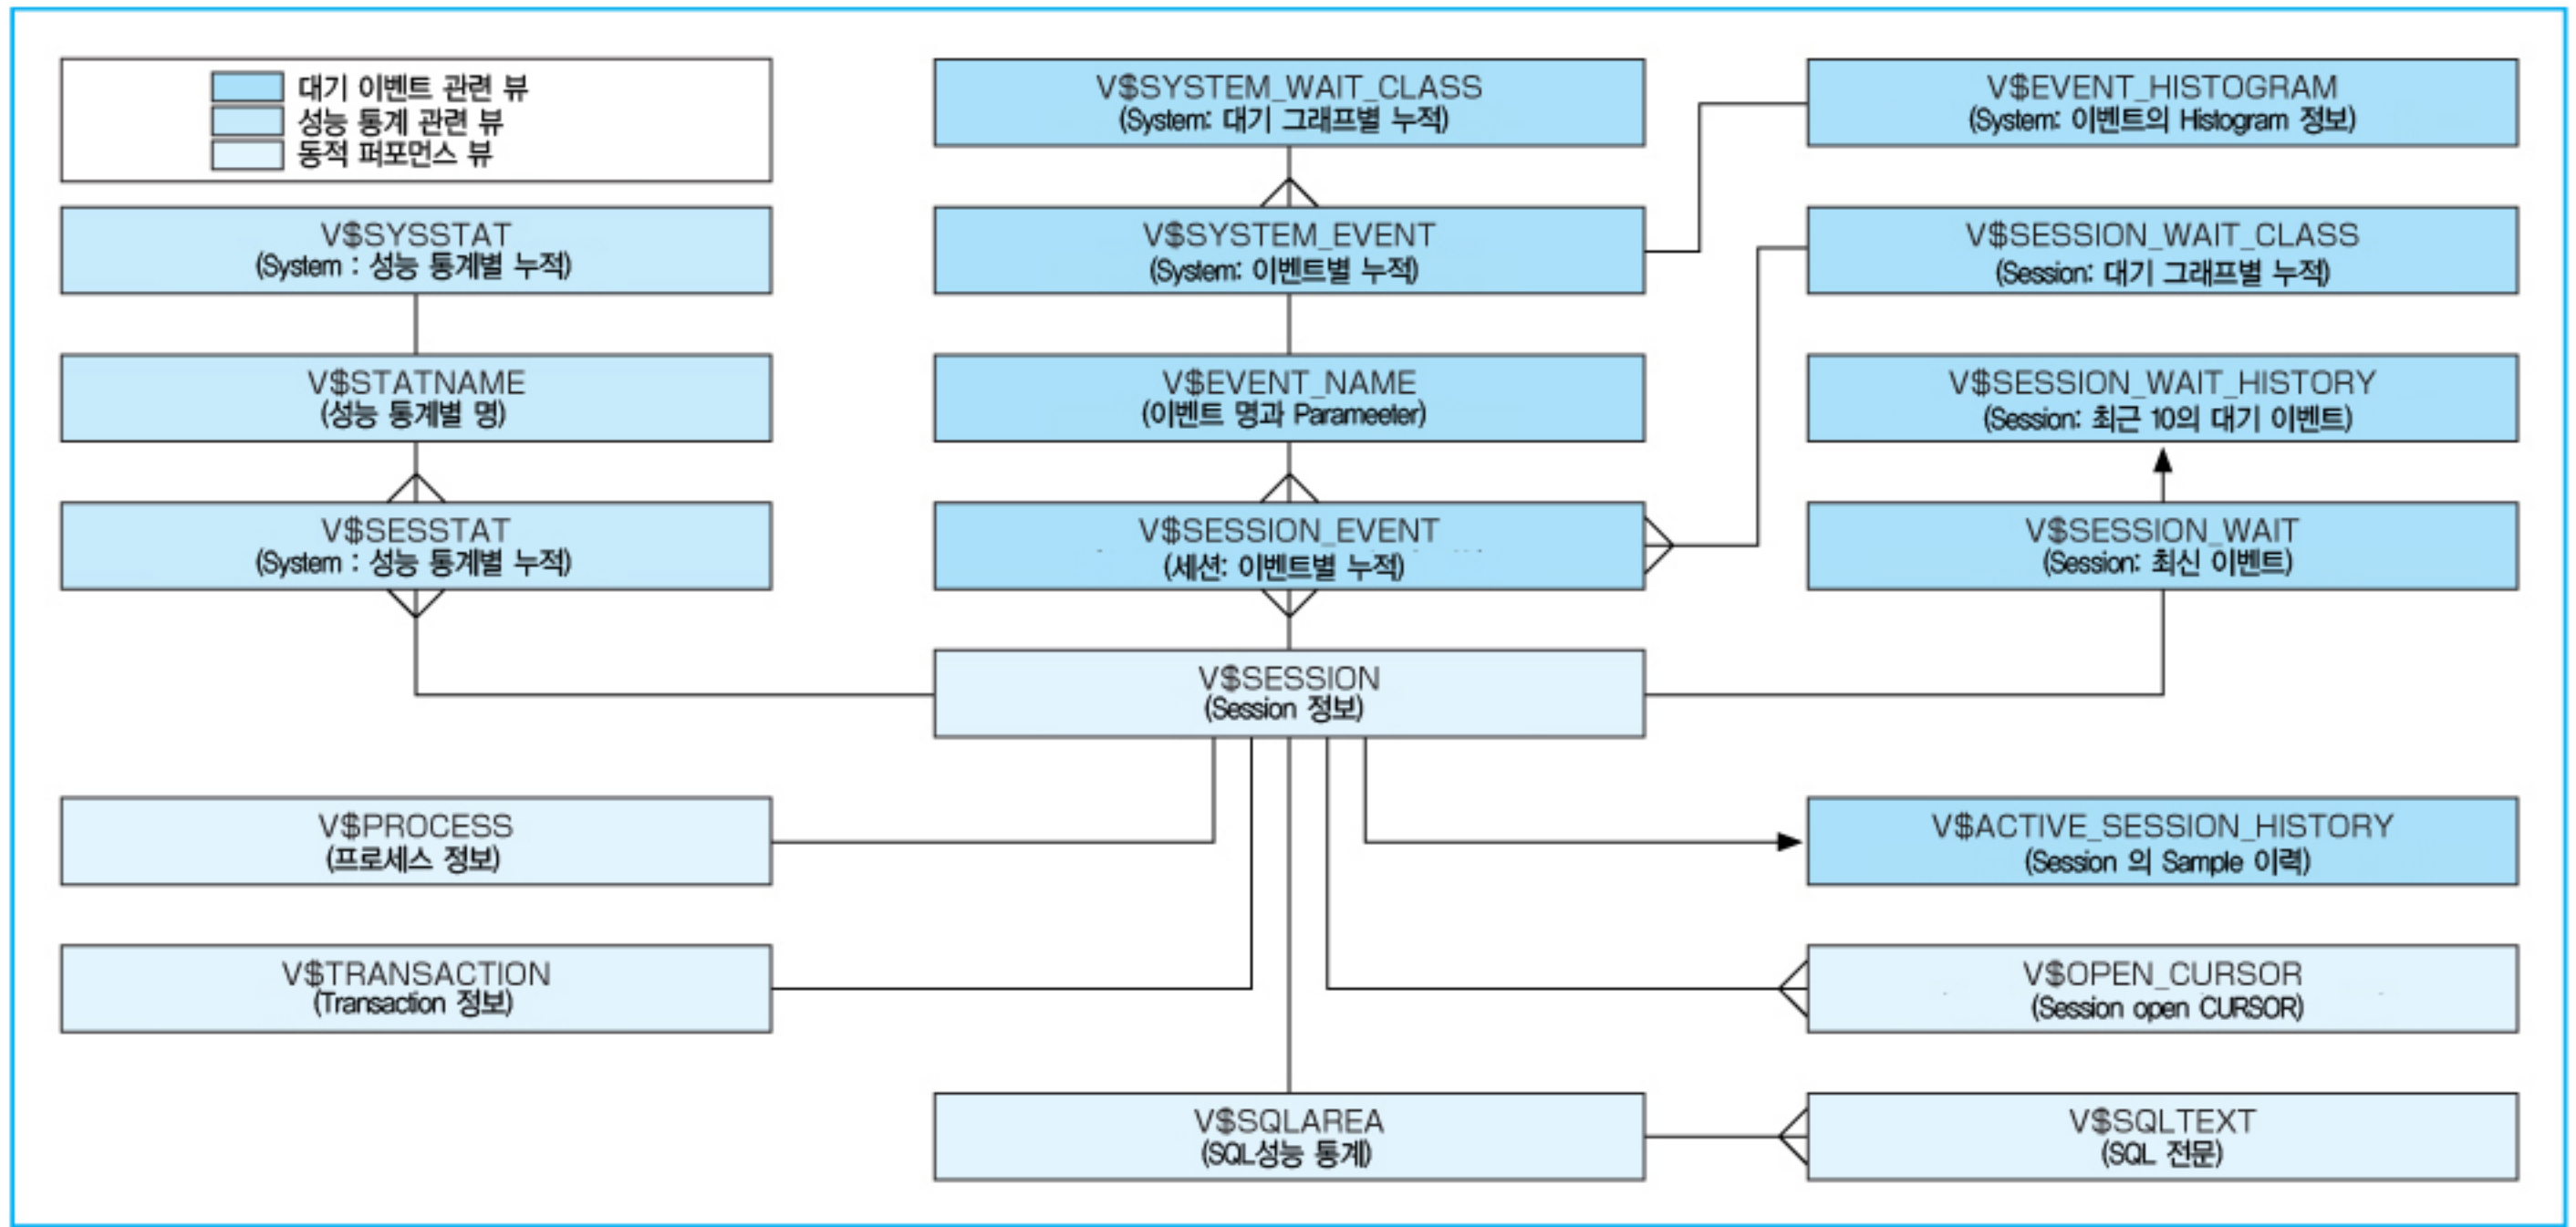 대기 이벤트 관련 뷰
성능 통계 관련 뷰
동적 퍼포먼스 뷰
V$SYSTEM_WAIT_CLASS
(System: 대기 그래프별 누적)
V$EVENT_HISTOGRAM
(System: 이벤트의 Histogram 정보)
V$SYSSTAT
(System : 성능 통계별 누적)
V$SYSTEM_EVENT
(System: 이벤트별 누적)
V$SESSION_WAIT_CLASS
(Session: 대기 그래프별 누적)
V$STATNAME
(성능 통계별 명)
V$EVENT_NAME
(이벤트 명과 Parameeter)
V$SESSION_WAIT_HISTORY
(Session: 최근 10의 대기 이벤트)
V$SESSTAT
(System : 성능 통계별 누적)
V$SESSION_EVENT
(세션: 이벤트별 누적)
V$SESSION_WAIT
(Session: 최신 이벤트)
V$SESSION
(Session 정보)
V$PROCESS
(프로세스 정보)
V$ACTIVE_SESSION_HISTORY
(Session 의 Sample 이력)
V$TRANSACTION
(Transaction 정보)
V$OPEN_CURSOR
(Session open CURSOR)
V$SQLAREA
(SQL성능 통계)
V$SQLTEXT
(SQL 전문)